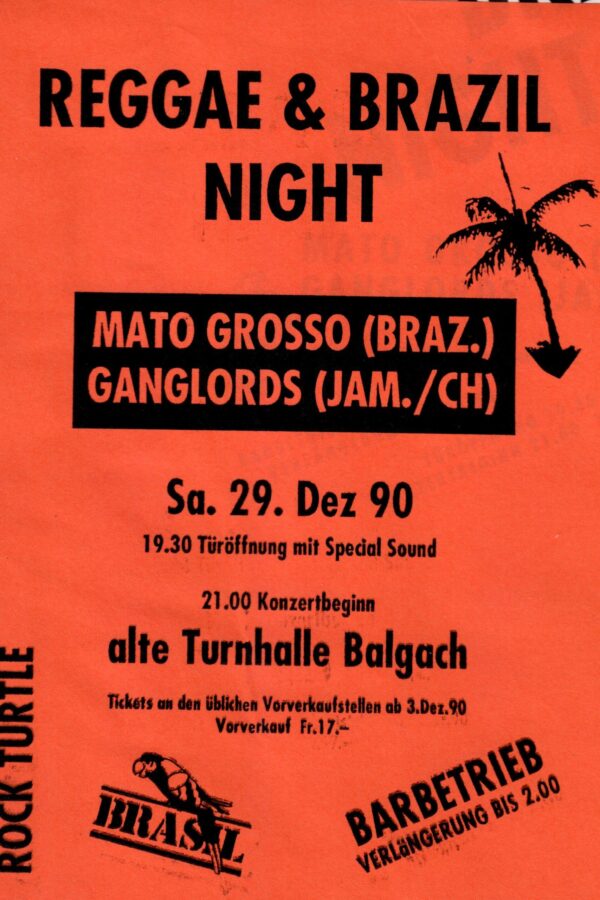 REGGAE & BRAZIL
NIGHT
MATO GROSSO (BRAZ.)
GANGLORDS (JAM./CH)
Sa. 29. Dez 90
19.30 Türöffnung mit Special Sound
21.00 Konzertbeginn
alte Turnhalle Balgach
Tickets an den üblichen Vorverkaufstellen ab 3.Dez.90
Vorverkauf Fr.17.–
ROCK TURTLE
BRASIL
BARBETRIEB
VERLäNGERUNG BIS 2.00